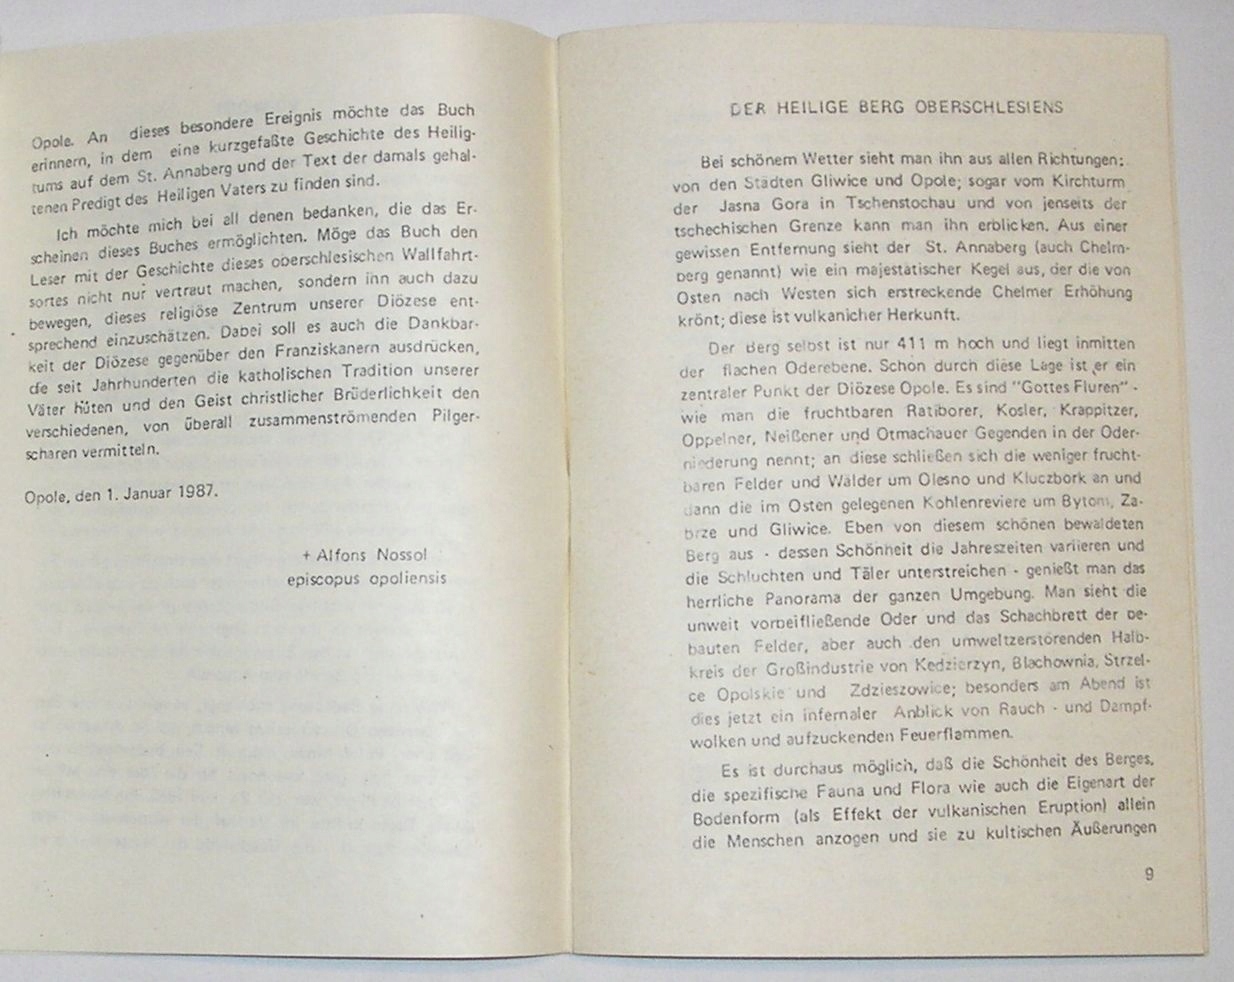 Opole. An dieses besondere Ereignis möchte das Buch
erinnern, in dem eine kurzgefaßte Geschichte des Heilig-
tums auf dem St. Annaberg und der Text der damals gehal-
tenen Predigt des Heiligen Vaters zu finden sind.
Ich möchte mich bei all denen bedanken, die das Er-
scheinen dieses Buches ermöglichten. Möge das Buch den
Leser mit der Geschichte dieses oberschlesischen Wallfahrt-
sortes nicht nur vertraut machen, sondern ihn auch dazu
bewegen, dieses religiöse Zentrum unserer Diözese ent-
sprechend einzuschätzen. Dabei soll es auch die Dankbar-
keit der Diözese gegenüber den Franziskanern ausdrücken,
die seit Jahrhunderten die katholischen Tradition unserer
Väter hüten und den Geist christlicher Brüderlichkeit den
verschiedenen, von überall zusammenströmenden Pilger-
scharen vermitteln.
Opole, den 1. Januar 1987.
+ Alfons Nossol
episcopus opoliensis
DER HEILIGE BERG OBERSCHLESIENS
Bei schönem Wetter sieht man ihn aus allen Richtungen:
von den Städten Gliwice und Opole; sogar vom Kirchturm
der Jasna Gora in Tschenstochau und von jenseits der
tschechischen Grenze kann man ihn erblicken. Aus einer
gewissen Entfernung sieht der St. Annaberg (auch Chelm-
berg genannt) wie ein majestätischer Kegel aus, der die von
Osten nach Westen sich erstreckende Chelmer Erhöhung
krönt; diese ist vulkanicher Herkunft.
Der Berg selbst ist nur 411 m hoch und liegt inmitten
der flachen Oderebene. Schon durch diese Lage ist er ein
zentraler Punkt der Diözese Opole. Es sind "Gottes Fluren" -
wie man die fruchtbaren Ratiborer, Kosler, Krappitzer,
Oppelner, Neißener und Otmachauer Gegenden in der Oder-
niederung nennt; an diese schließen sich die weniger frucht-
baren Felder und Wälder um Olesno und Kluczbork an und
dann die im Osten gelegenen Kohlenreviere um Bytom, Za-
brze und Gliwice. Eben von diesem schönen bewaldeten
Berg aus - dessen Schönheit die Jahreszeiten variieren und
die Schluchten und Täler unterstreichen - genießt man das
herrliche Panorama der ganzen Umgebung. Man sieht die
unweit vorbeifließende Oder und das Schachbrett der be-
bauten Felder, aber auch den umweltzerstörenden Halb-
kreis der Großindustrie von Kedzierzyn, Blachownia, Strzel-
ce Opolskie und Zdzieszowice; besonders am Abend ist
dies jetzt ein infernaler Anblick von Rauch - und Dampf-
wolken und aufzuckenden Feuerflammen.
Es ist durchaus möglich, daß die Schönheit des Berges,
die spezifische Fauna und Flora wie auch die Eigenart der
Bodenform (als Effekt der vulkanischen Eruption) allein
die Menschen anzogen und sie zu kultischen Äußerungen
9